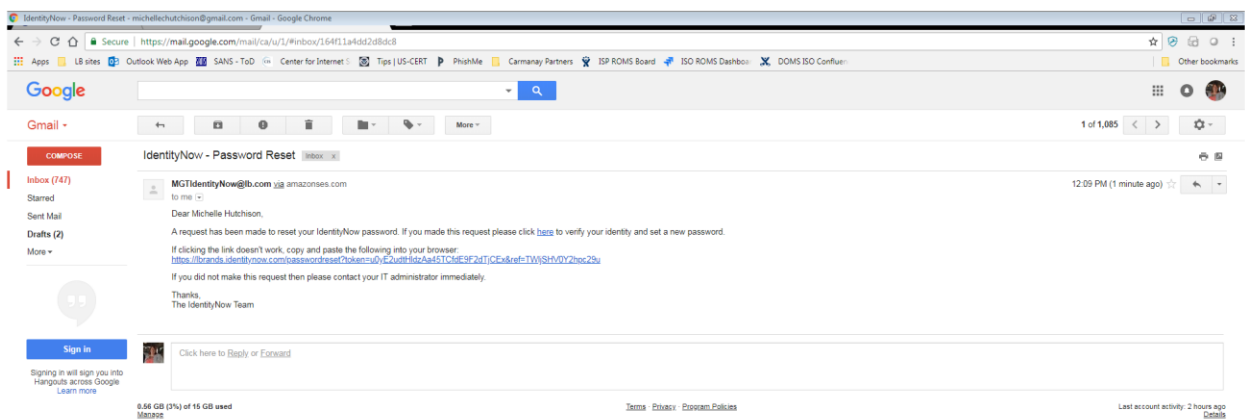 IdentityNow - Password Reset - michellechutchison@gmail.com - Gmail - Google Chrome
Secure | https://mail.google.com/mail/ca/u/1/#inbox/164f11a4dd2d8dc8
Apps LB sites Outlook Web App SANS - ToD Center for Internet S Tips | US-CERT PhishMe Carmanay Partners ISP ROMS Board ISO ROMS Dashboa DOMS ISO Confluen Other bookmarks
Google
Gmail More 1 of 1,085
COMPOSE
IdentityNow - Password Reset Inbox x
Inbox (747)
Starred
Sent Mail
Drafts (2)
More
MGTIdentityNow@lb.com via amazonses.com 12:09 PM (1 minute ago)
to me
Dear Michelle Hutchison,
A request has been made to reset your IdentityNow password. If you made this request please click here to verify your identity and set a new password.
If clicking the link doesn't work, copy and paste the following into your browser:
https://lbrands.identitynow.com/passwordreset?token=u0yE2udtHldzAa45TCfdE9F2dTjCEx&ref=TWljSHV0Y2hpc29u
If you did not make this request then please contact your IT administrator immediately.
Thanks,
The IdentityNow Team
Sign in
Signing in will sign you into
Hangouts across Google
Learn more
Click here to Reply or Forward
0.56 GB (3%) of 15 GB used
Manage
Terms - Privacy - Program Policies
Last account activity: 2 hours ago
Details